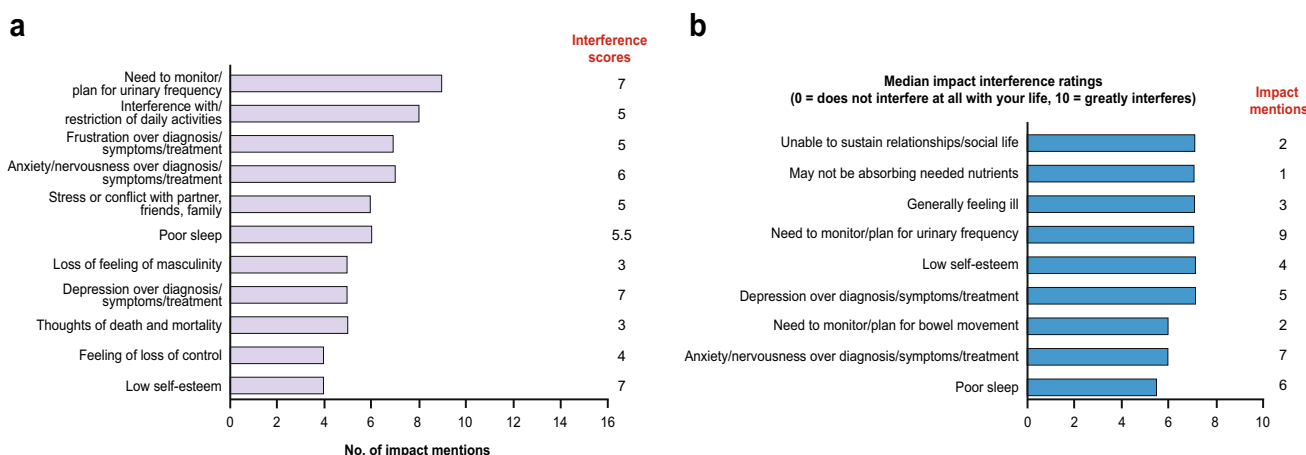 a
Interference
scores
Need to monitor/
plan for urinary frequency
7
Interference with/
restriction of daily activities
5
Frustration over diagnosis/
symptoms/treatment
5
Anxiety/nervousness over diagnosis/
symptoms/treatment
6
Stress or conflict with partner,
friends, family
5
Poor sleep
5.5
Loss of feeling of masculinity
3
Depression over diagnosis/
symptoms/treatment
7
Thoughts of death and mortality
3
Feeling of loss of control
4
Low self-esteem
7
0 2 4 6 8 10 12 14 16
No. of impact mentions
b
Median impact interference ratings
(0 = does not interfere at all with your life, 10 = greatly interferes)
Impact
mentions
Unable to sustain relationships/social life 2
May not be absorbing needed nutrients 1
Generally feeling ill 3
Need to monitor/plan for urinary frequency 9
Low self-esteem 4
Depression over diagnosis/symptoms/treatment 5
Need to monitor/plan for bowel movement 2
Anxiety/nervousness over diagnosis/symptoms/treatment 7
Poor sleep 6
0 2 4 6 8 10